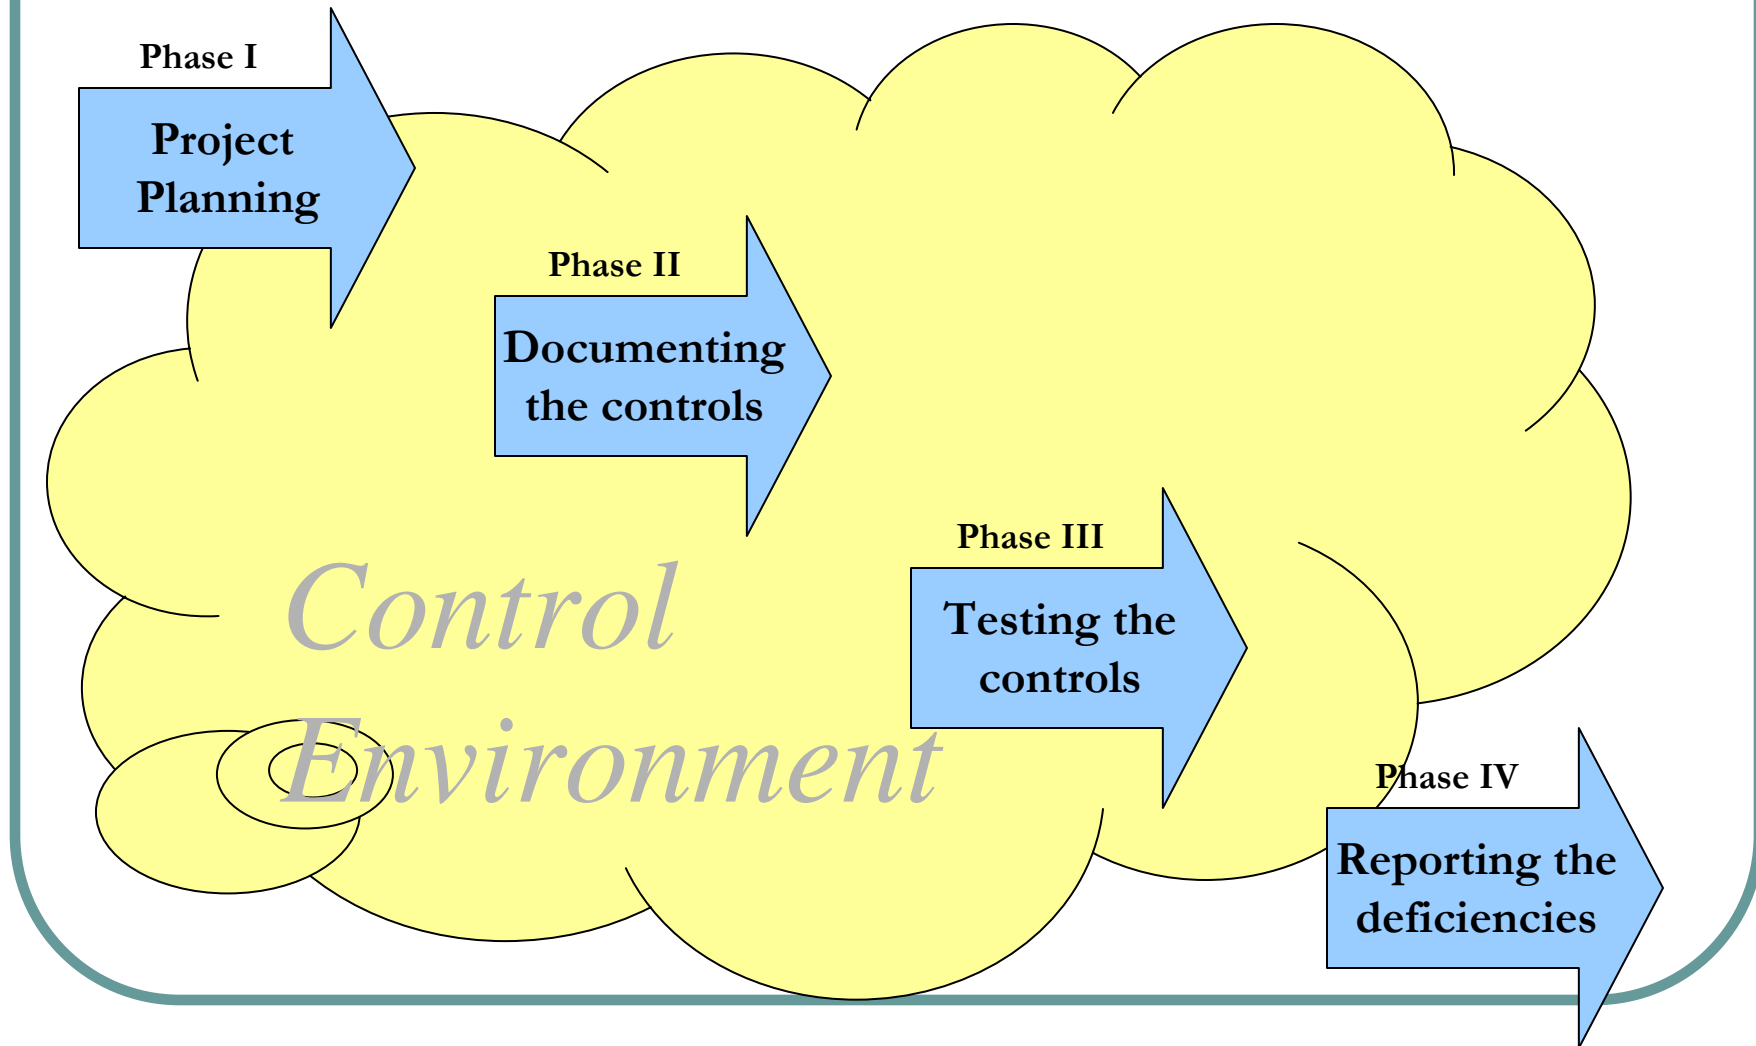 Phase I
Project
Planning
Phase II
Documenting
the controls
Phase III
Testing the
controls
Control
Environment
Phase IV
Reporting the
deficiencies